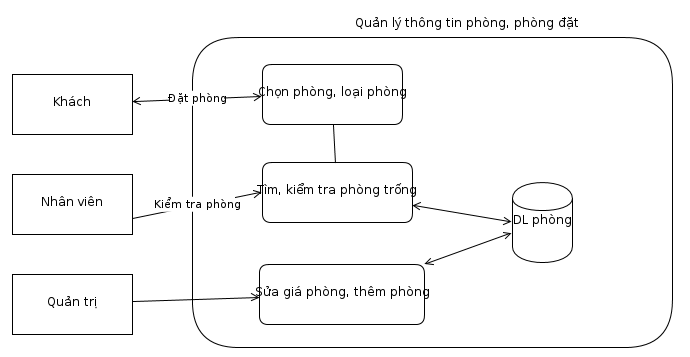 Quản lý thông tin phòng, phòng đặt
Khách
Đặt phòng
Chọn phòng, loại phòng
Nhân viên
Kiểm tra phòng
Tìm, kiểm tra phòng trống
DL phòng
Quản trị
Sửa giá phòng, thêm phòng